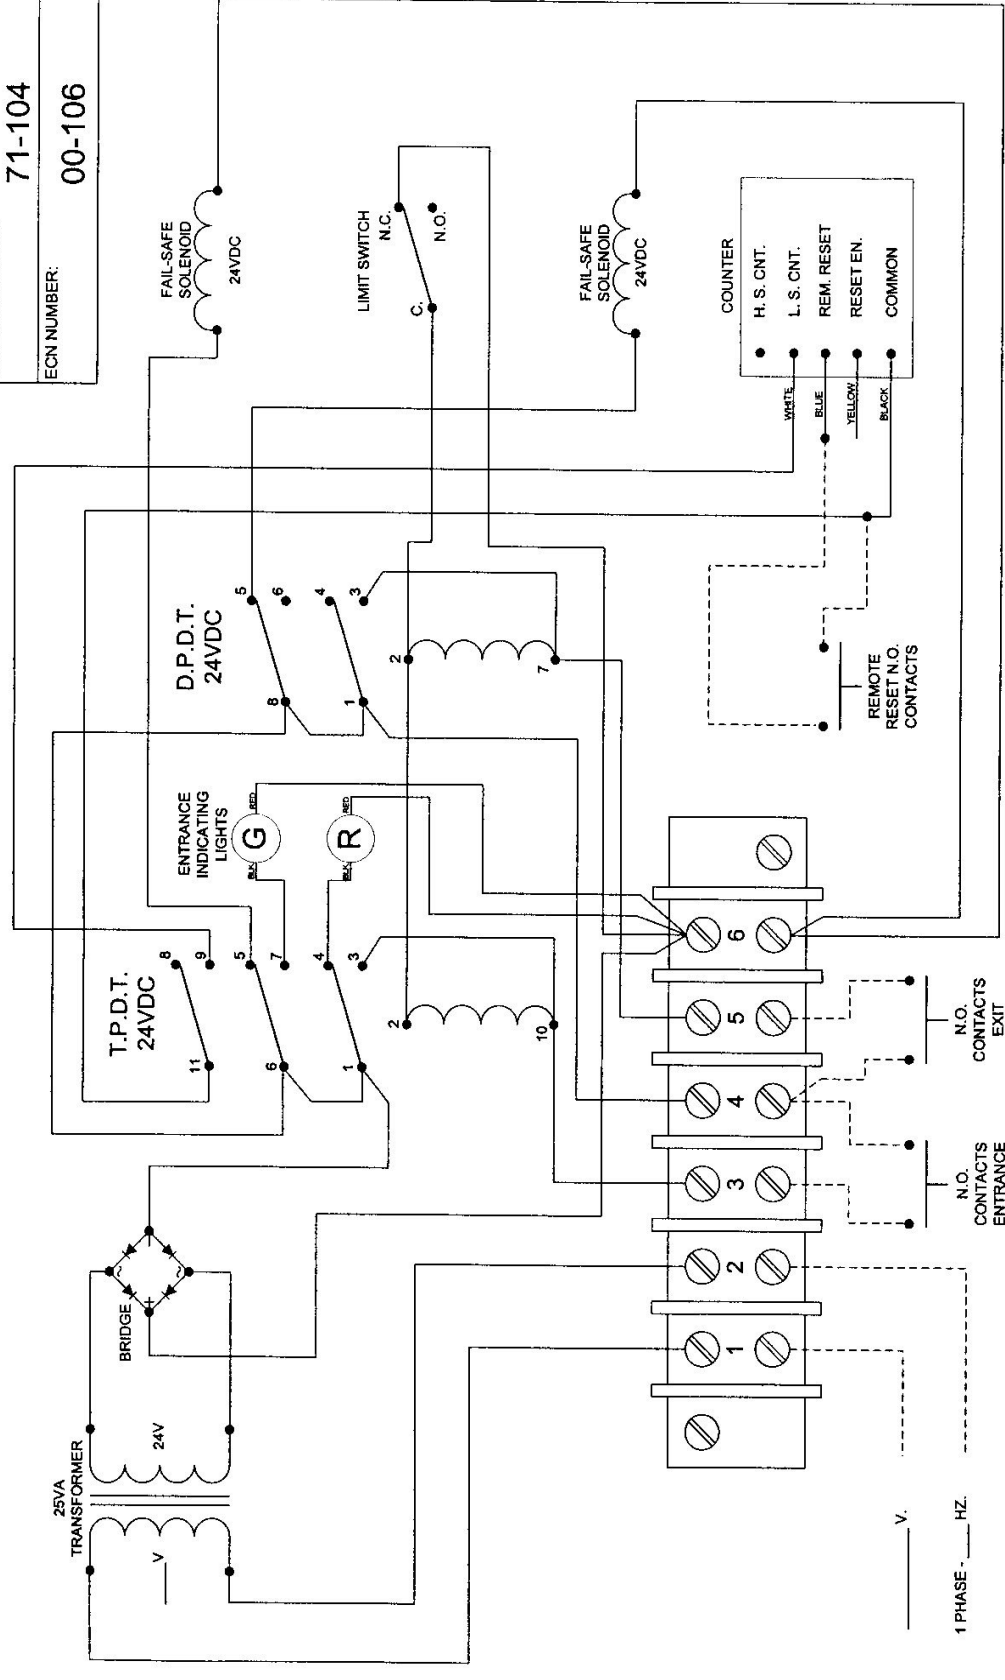 71-104
ECN NUMBER:
00-106
FAIL-SAFE
SOLENOID
24VDC
LIMIT SWITCH
N.C.
N.O.
C.
FAIL-SAFE
SOLENOID
24VDC
COUNTER
H. S. CNT.
L. S. CNT.
REM. RESET
RESET EN.
COMMON
WHITE
BLUE
YELLOW
BLACK
D.P.D.T.
24VDC
5
6
4
3
8
1
2
7
REMOTE
RESET N.O.
CONTACTS
ENTRANCE
INDICATING
LIGHTS
G
RED
BLK
R
RED
BLK
T.P.D.T.
24VDC
8
9
5
7
4
3
11
6
1
2
10
BRIDGE
~
~
+
−
25VA
TRANSFORMER
24V
___ V
1
2
3
4
5
6
N.O.
CONTACTS
EXIT
N.O.
CONTACTS
ENTRANCE
______ V.
1 PHASE - ___ HZ.